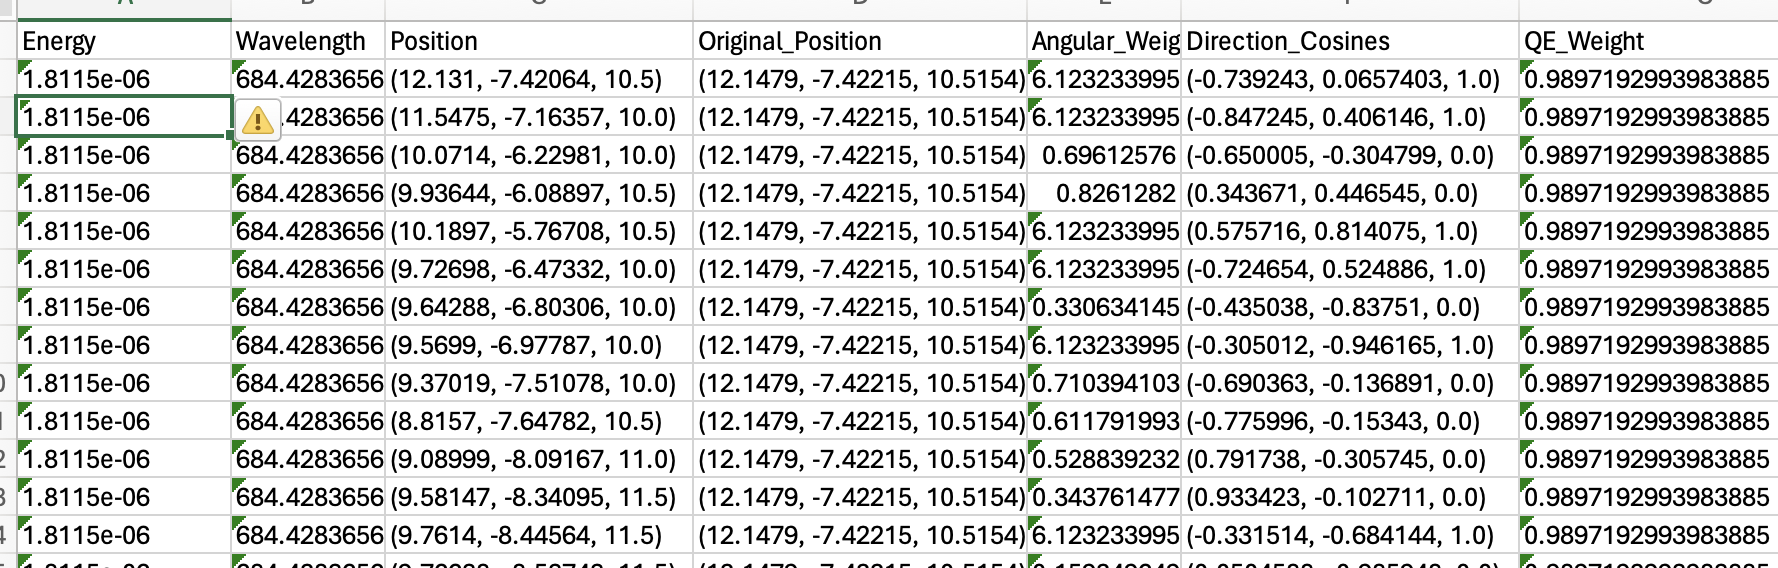 Energy Wavelength Position Original_Position Angular_Weig Direction_Cosines QE_Weight
1.8115e-06 684.4283656 (12.131, -7.42064, 10.5) (12.1479, -7.42215, 10.5154) 6.123233995 (-0.739243, 0.0657403, 1.0) 0.9897192993983885
1.8115e-06 .4283656 (11.5475, -7.16357, 10.0) (12.1479, -7.42215, 10.5154) 6.123233995 (-0.847245, 0.406146, 1.0) 0.9897192993983885
1.8115e-06 684.4283656 (10.0714, -6.22981, 10.0) (12.1479, -7.42215, 10.5154) 0.69612576 (-0.650005, -0.304799, 0.0) 0.9897192993983885
1.8115e-06 684.4283656 (9.93644, -6.08897, 10.5) (12.1479, -7.42215, 10.5154) 0.8261282 (0.343671, 0.446545, 0.0) 0.9897192993983885
1.8115e-06 684.4283656 (10.1897, -5.76708, 10.5) (12.1479, -7.42215, 10.5154) 6.123233995 (0.575716, 0.814075, 1.0) 0.9897192993983885
1.8115e-06 684.4283656 (9.72698, -6.47332, 10.0) (12.1479, -7.42215, 10.5154) 6.123233995 (-0.724654, 0.524886, 1.0) 0.9897192993983885
1.8115e-06 684.4283656 (9.64288, -6.80306, 10.0) (12.1479, -7.42215, 10.5154) 0.330634145 (-0.435038, -0.83751, 0.0) 0.9897192993983885
1.8115e-06 684.4283656 (9.5699, -6.97787, 10.0) (12.1479, -7.42215, 10.5154) 6.123233995 (-0.305012, -0.946165, 1.0) 0.9897192993983885
1.8115e-06 684.4283656 (9.37019, -7.51078, 10.0) (12.1479, -7.42215, 10.5154) 0.710394103 (-0.690363, -0.136891, 0.0) 0.9897192993983885
1.8115e-06 684.4283656 (8.8157, -7.64782, 10.5) (12.1479, -7.42215, 10.5154) 0.611791993 (-0.775996, -0.15343, 0.0) 0.9897192993983885
1.8115e-06 684.4283656 (9.08999, -8.09167, 11.0) (12.1479, -7.42215, 10.5154) 0.528839232 (0.791738, -0.305745, 0.0) 0.9897192993983885
1.8115e-06 684.4283656 (9.58147, -8.34095, 11.5) (12.1479, -7.42215, 10.5154) 0.343761477 (0.933423, -0.102711, 0.0) 0.9897192993983885
1.8115e-06 684.4283656 (9.7614, -8.44564, 11.5) (12.1479, -7.42215, 10.5154) 6.123233995 (-0.331514, -0.684144, 1.0) 0.9897192993983885